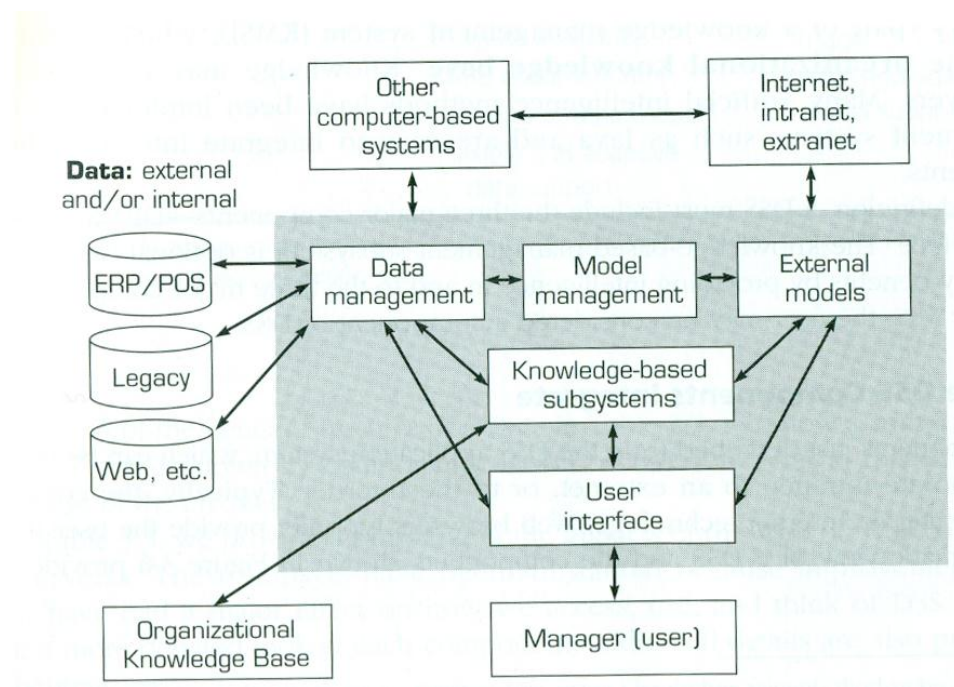 Other
computer-based
systems
Internet,
intranet,
extranet
Data: external
and/or internal
ERP/POS
Legacy
Web, etc.
Data
management
Model
management
External
models
Knowledge-based
subsystems
User
interface
Organizational
Knowledge Base
Manager (user)